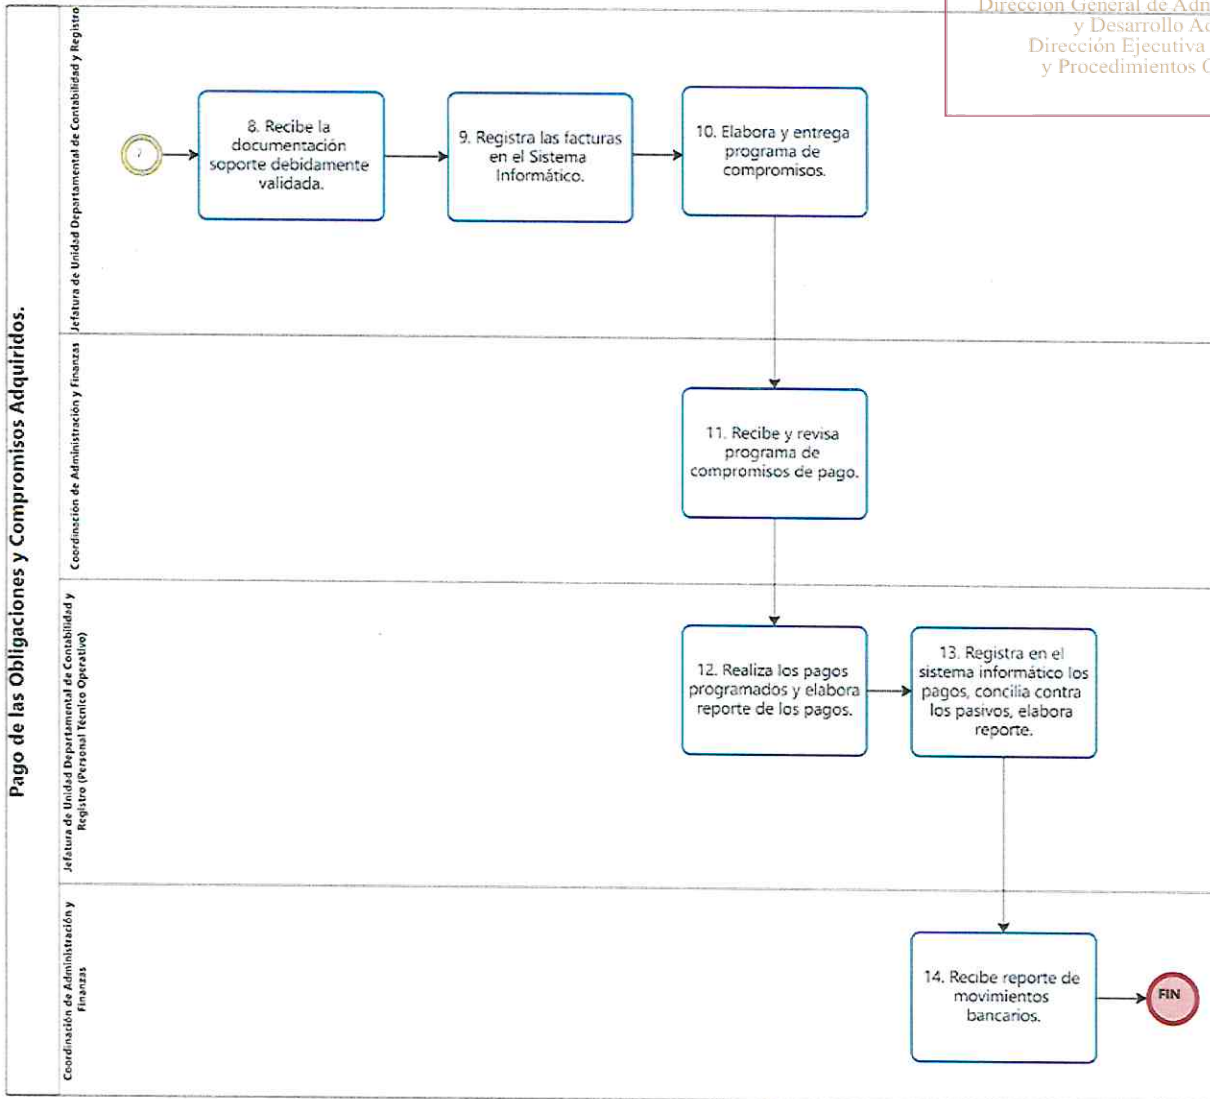 Dirección General de Adm
y Desarrollo Ad
Dirección Ejecutiva
y Procedimientos O
Pago de las Obligaciones y Compromisos Adquiridos.
Jefatura de Unidad Departamental de Contabilidad y Registro
8. Recibe la
documentación
soporte debidamente
validada.
9. Registra las facturas
en el Sistema
Informático.
10. Elabora y entrega
programa de
compromisos.
Coordinación de Administración y Finanzas
11. Recibe y revisa
programa de
compromisos de pago.
Jefatura de Unidad Departamental de Contabilidad y
Registro (Personal Técnico Operativo)
12. Realiza los pagos
programados y elabora
reporte de los pagos.
13. Registra en el
sistema informático los
pagos, concilia contra
los pasivos, elabora
reporte.
Coordinación de Administración y
Finanzas
14. Recibe reporte de
movimientos
bancarios.
FIN